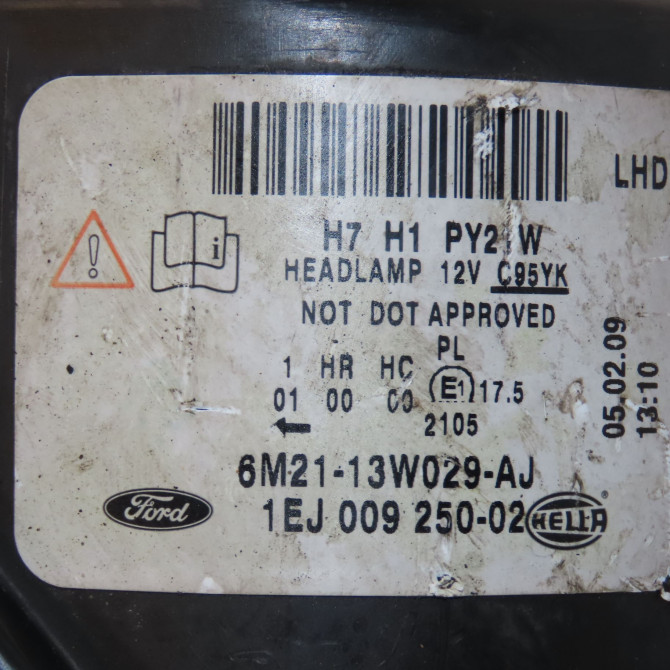 LHD
i
H7 H1 PY21W
HEADLAMP 12V C95YK
NOT DOT APPROVED
PL
1 HR HC
01 00 00 E1 17.5
2105
05.02.09
13:10
6M21-13W029-AJ
Ford 1EJ 009 250-02 HELLA